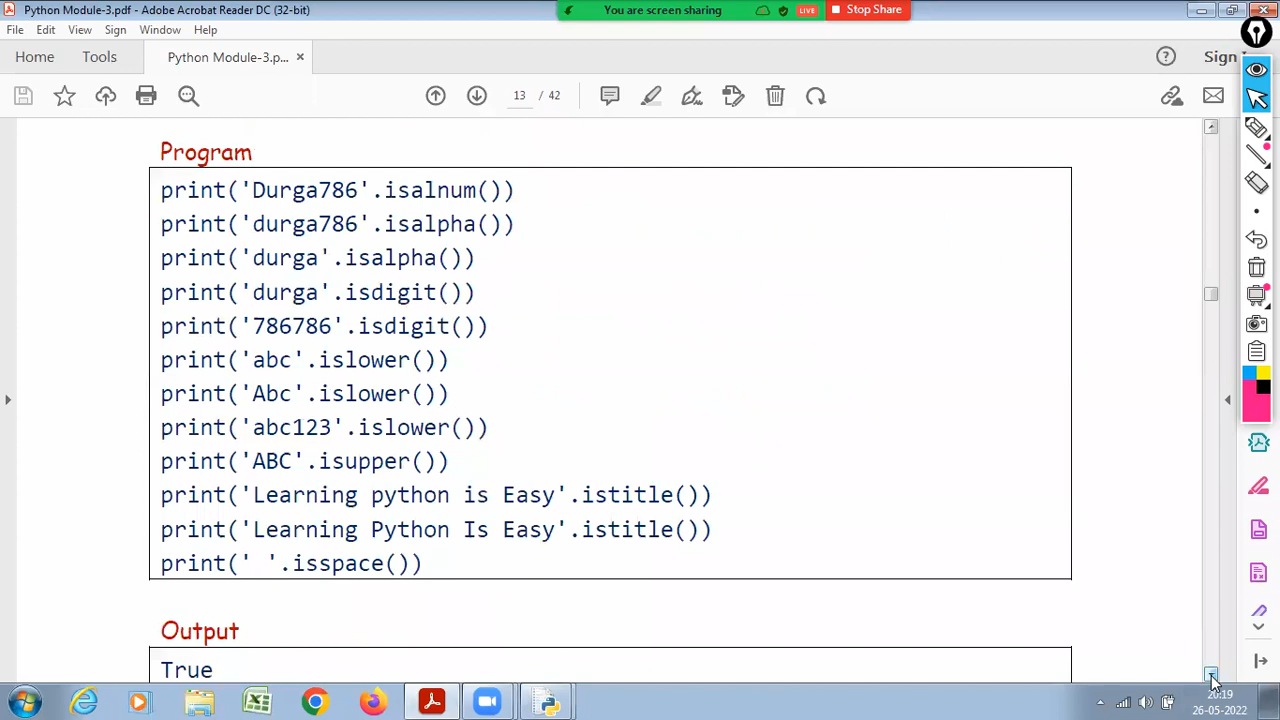 Python Module-3.pdf - Adobe Acrobat Reader DC (32-bit)
You are screen sharing
LIVE
Stop Share
File Edit View Sign Window Help
Home Tools Python Module-3.p... ×
Sign
13 / 42
Program
print('Durga786'.isalnum())
print('durga786'.isalpha())
print('durga'.isalpha())
print('durga'.isdigit())
print('786786'.isdigit())
print('abc'.islower())
print('Abc'.islower())
print('abc123'.islower())
print('ABC'.isupper())
print('Learning python is Easy'.istitle())
print('Learning Python Is Easy'.istitle())
print(' '.isspace())
Output
True
20:19
26-05-2022